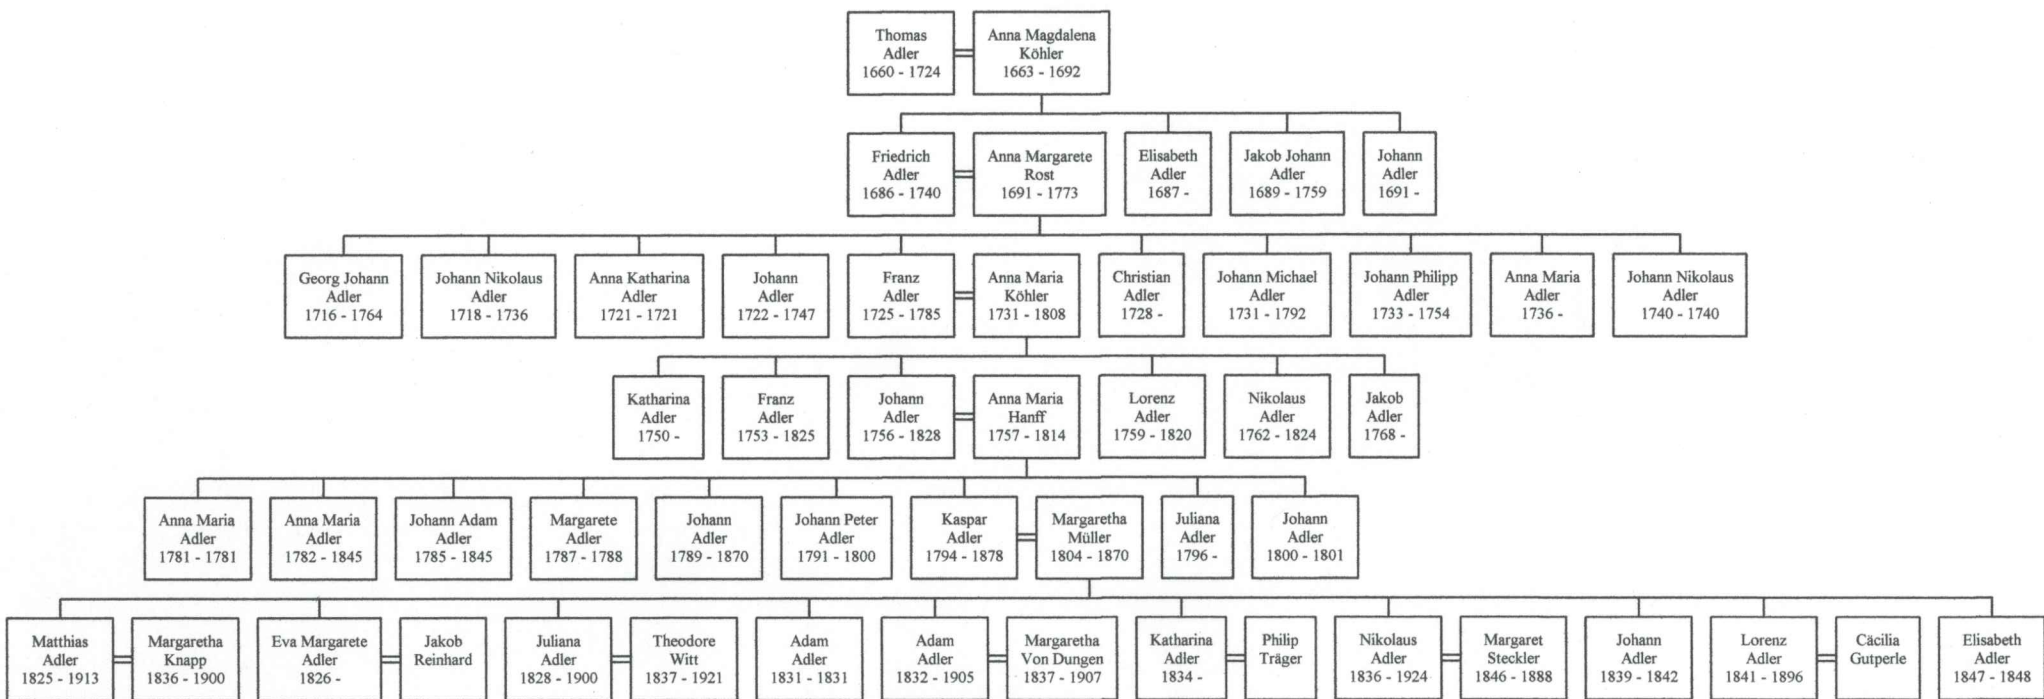 Thomas
Adler
1660 - 1724
Anna Magdalena
Köhler
1663 - 1692
Friedrich
Adler
1686 - 1740
Anna Margarete
Rost
1691 - 1773
Elisabeth
Adler
1687 -
Jakob Johann
Adler
1689 - 1759
Johann
Adler
1691 -
Georg Johann
Adler
1716 - 1764
Johann Nikolaus
Adler
1718 - 1736
Anna Katharina
Adler
1721 - 1721
Johann
Adler
1722 - 1747
Franz
Adler
1725 - 1785
Anna Maria
Köhler
1731 - 1808
Christian
Adler
1728 -
Johann Michael
Adler
1731 - 1792
Johann Philipp
Adler
1733 - 1754
Anna Maria
Adler
1736 -
Johann Nikolaus
Adler
1740 - 1740
Katharina
Adler
1750 -
Franz
Adler
1753 - 1825
Johann
Adler
1756 - 1828
Anna Maria
Hanff
1757 - 1814
Lorenz
Adler
1759 - 1820
Nikolaus
Adler
1762 - 1824
Jakob
Adler
1768 -
Anna Maria
Adler
1781 - 1781
Anna Maria
Adler
1782 - 1845
Johann Adam
Adler
1785 - 1845
Margarete
Adler
1787 - 1788
Johann
Adler
1789 - 1870
Johann Peter
Adler
1791 - 1800
Kaspar
Adler
1794 - 1878
Margaretha
Müller
1804 - 1870
Juliana
Adler
1796 -
Johann
Adler
1800 - 1801
Matthias
Adler
1825 - 1913
Margaretha
Knapp
1836 - 1900
Eva Margarete
Adler
1826 -
Jakob
Reinhard
Juliana
Adler
1828 - 1900
Theodore
Witt
1837 - 1921
Adam
Adler
1831 - 1831
Adam
Adler
1832 - 1905
Margaretha
Von Dungen
1837 - 1907
Katharina
Adler
1834 -
Philip
Träger
Nikolaus
Adler
1836 - 1924
Margaret
Steckler
1846 - 1888
Johann
Adler
1839 - 1842
Lorenz
Adler
1841 - 1896
Cäcilia
Gutperle
Elisabeth
Adler
1847 - 1848